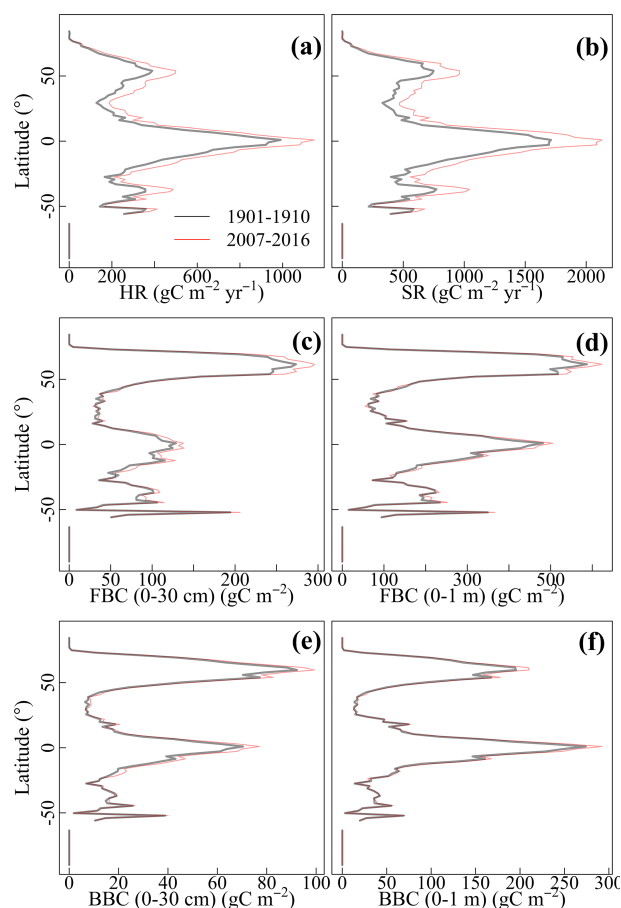 (a)
(b)
Latitude (°)
50
0
-50
1901-1910
2007-2016
200 600 1000
0 500 1000 1500 2000
HR (gC m⁻² yr⁻¹)
SR (gC m⁻² yr⁻¹)
(c)
(d)
Latitude (°)
50
0
-50
0 50 100 200 300
100 300 500
FBC (0-30 cm) (gC m⁻²)
FBC (0-1 m) (gC m⁻²)
(e)
(f)
Latitude (°)
50
0
-50
0 20 40 60 80 100
0 50 100 150 200 250 300
BBC (0-30 cm) (gC m⁻²)
BBC (0-1 m) (gC m⁻²)